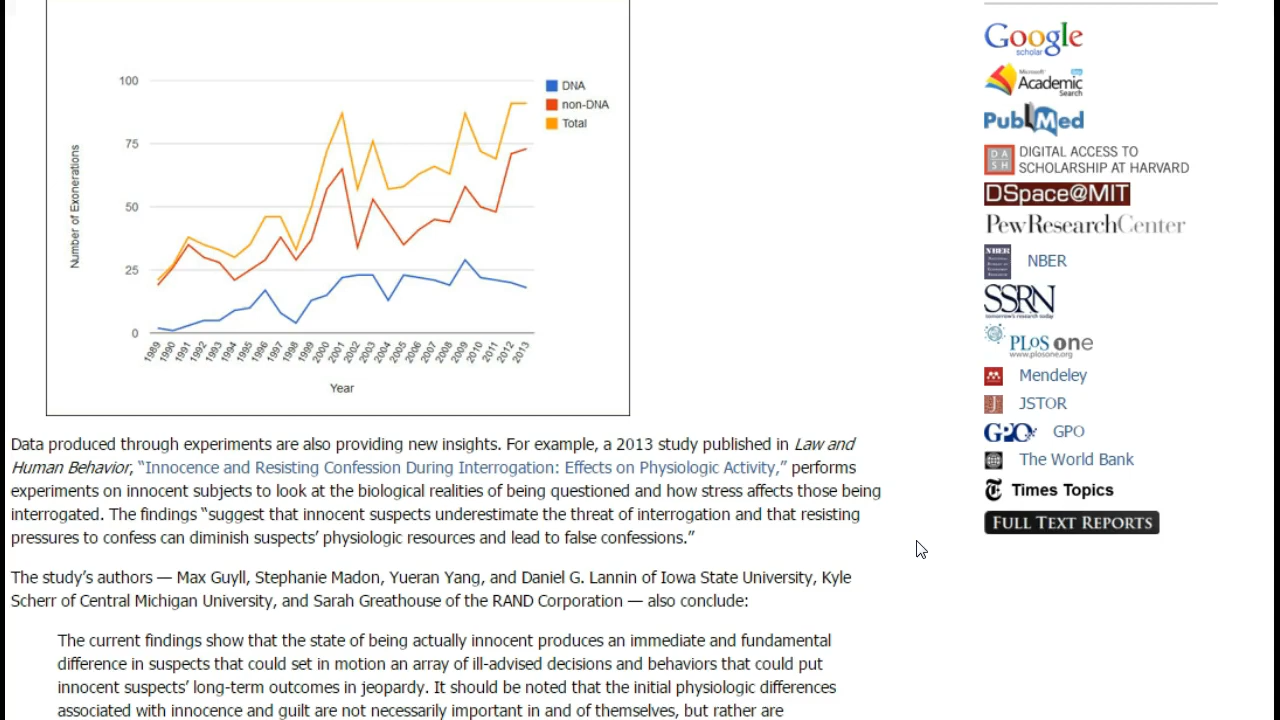 100
75
50
25
0
Number of Exonerations
DNA
non-DNA
Total
1989
1990
1991
1992
1993
1994
1995
1996
1997
1998
1999
2000
2001
2002
2003
2004
2005
2006
2007
2008
2009
2010
2011
2012
2013
Year
Data produced through experiments are also providing new insights. For example, a 2013 study published in Law and
Human Behavior, “Innocence and Resisting Confession During Interrogation: Effects on Physiologic Activity,” performs
experiments on innocent subjects to look at the biological realities of being questioned and how stress affects those being
interrogated. The findings “suggest that innocent suspects underestimate the threat of interrogation and that resisting
pressures to confess can diminish suspects’ physiologic resources and lead to false confessions.”
The study’s authors — Max Guyll, Stephanie Madon, Yueran Yang, and Daniel G. Lannin of Iowa State University, Kyle
Scherr of Central Michigan University, and Sarah Greathouse of the RAND Corporation — also conclude:
The current findings show that the state of being actually innocent produces an immediate and fundamental
difference in suspects that could set in motion an array of ill-advised decisions and behaviors that could put
innocent suspects’ long-term outcomes in jeopardy. It should be noted that the initial physiologic differences
associated with innocence and guilt are not necessarily important in and of themselves, but rather are
Google
scholar
Microsoft
Academic
Search
PubMed
DA
SH
DIGITAL ACCESS TO
SCHOLARSHIP AT HARVARD
DSpace@MIT
PewResearchCenter
NBER
NBER
SSRN
tomorrow's research today
PLoS one
www.plosone.org
Mendeley
J
JSTOR
GPO
GPO
The World Bank
T
Times Topics
FULL TEXT REPORTS